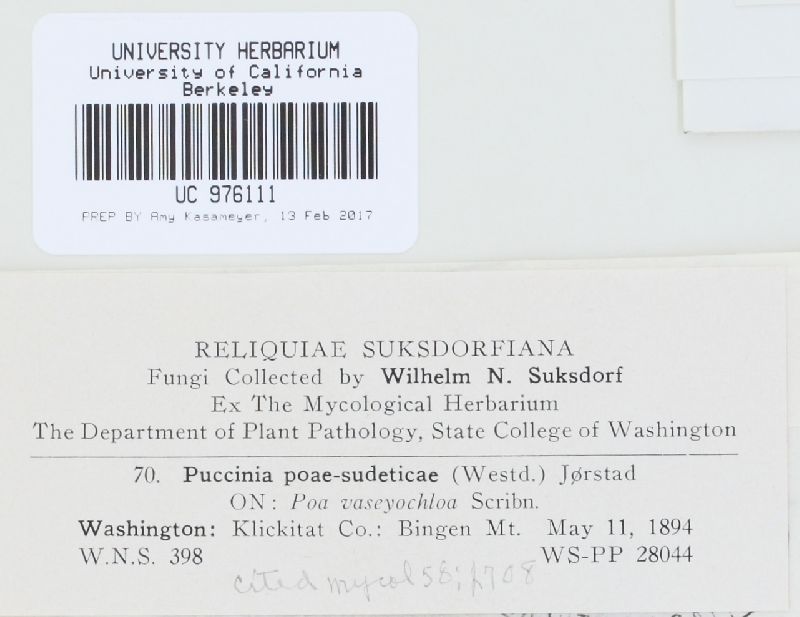 UNIVERSITY HERBARIUM
University of California
Berkeley
UC 976111
PREP BY Amy Kasameyer, 13 Feb 2017
RELIQUIAE SUKSDORFIANA
Fungi Collected by Wilhelm N. Suksdorf
Ex The Mycological Herbarium
The Department of Plant Pathology, State College of Washington
70. Puccinia poae-sudeticae (Westd.) Jørstad
ON: Poa vaseyochloa Scribn.
Washington: Klickitat Co.: Bingen Mt. May 11, 1894
W.N.S. 398 WS-PP 28044
cited mycol 58; p708